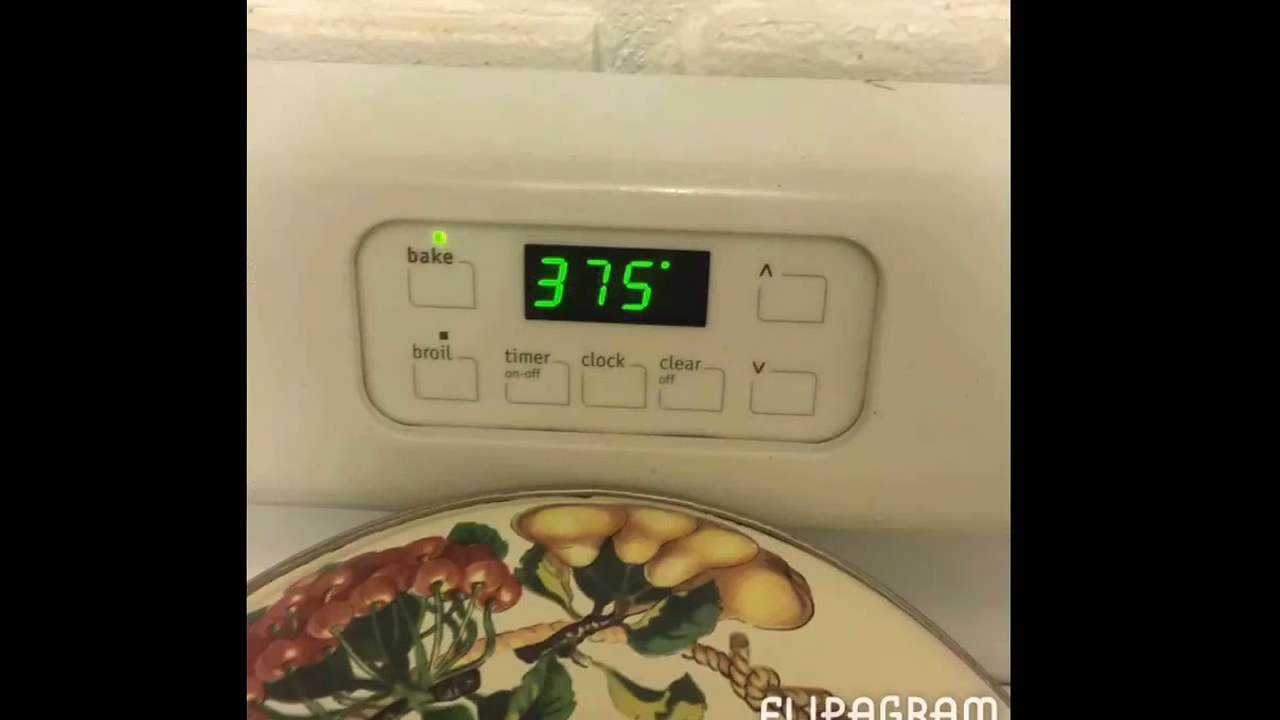 bake
375°
^
broil
timer
on-off
clock
clear
off
v
FLIPAGRAM